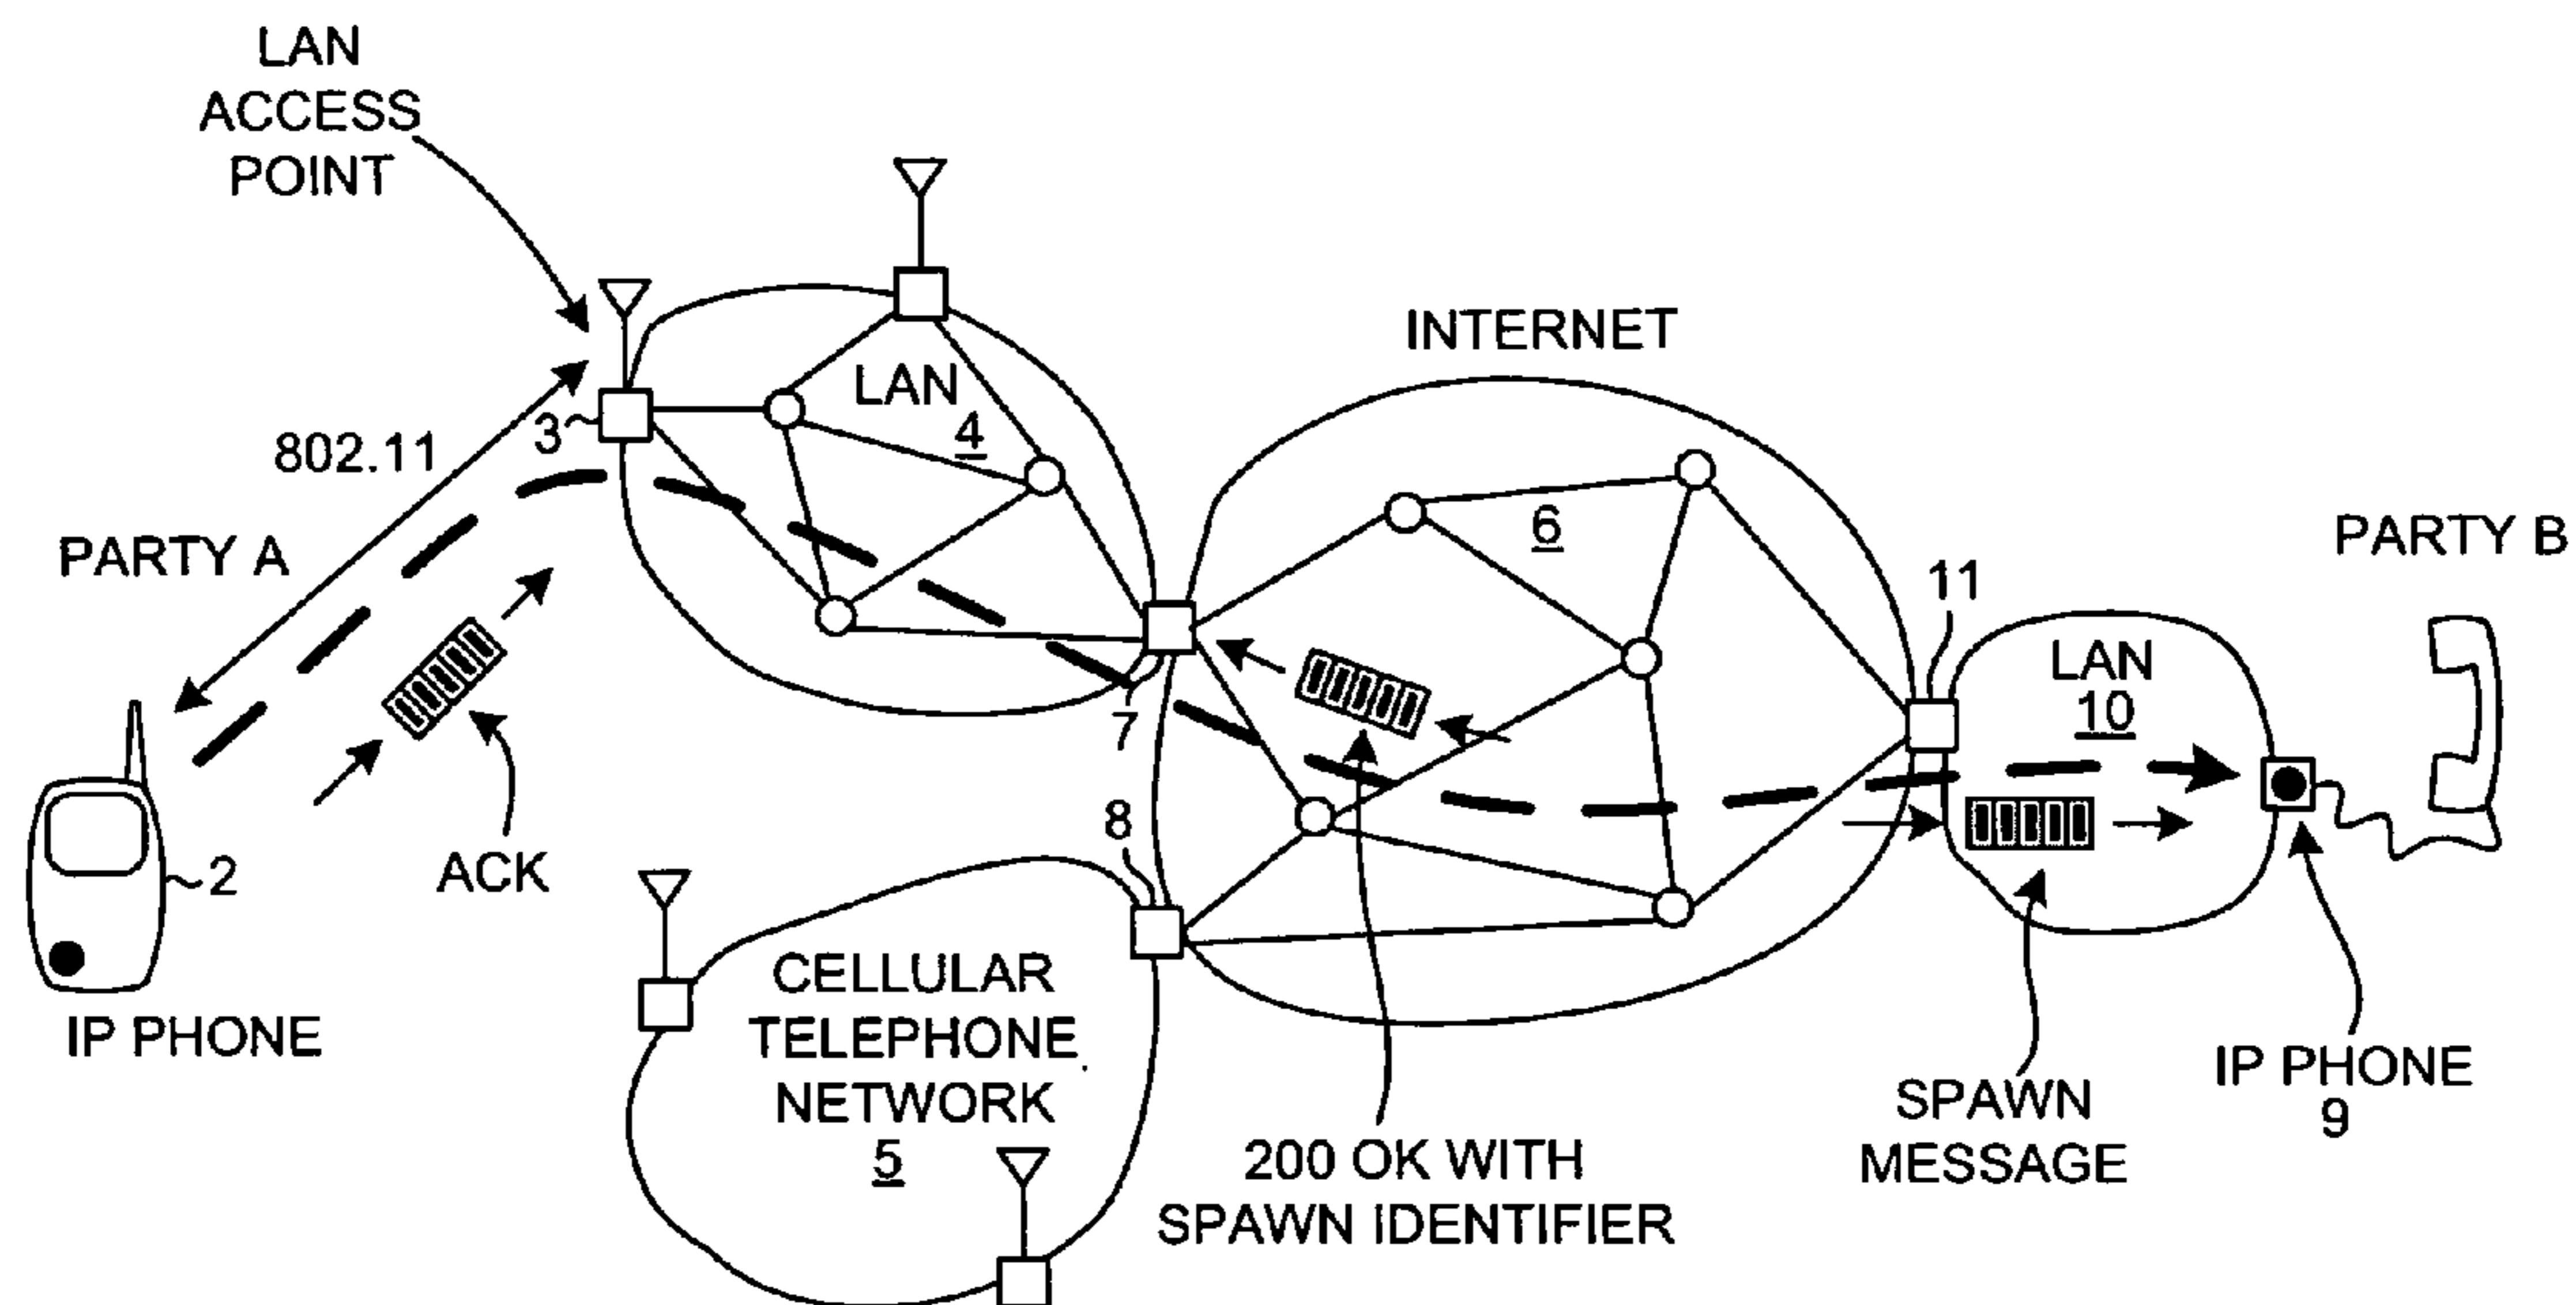 LAN
ACCESS
POINT
INTERNET
LAN
4
3
802.11
6
PARTY A
PARTY B
11
LAN
10
7
8
2
ACK
IP PHONE
CELLULAR
TELEPHONE
NETWORK
5
200 OK WITH
SPAWN IDENTIFIER
SPAWN
MESSAGE
IP PHONE
9